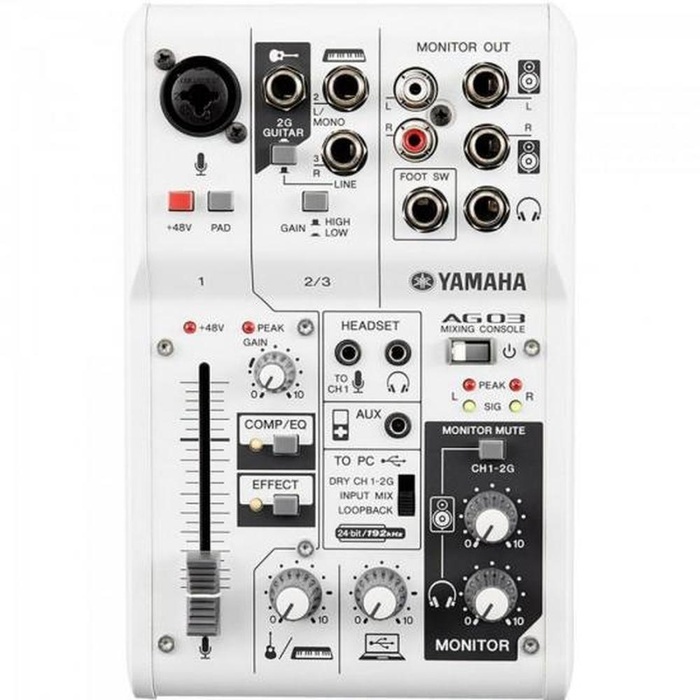 MONITOR OUT
2
L/
MONO
L
2G
GUITAR
L
R
R
3
R
LINE
FOOT SW
+48V
PAD
GAIN
HIGH
LOW
1
2/3
YAMAHA
AG03
MIXING CONSOLE
+48V
PEAK
HEADSET
GAIN
0
10
TO
CH1
PEAK
L
R
SIG
COMP/EQ
AUX
MONITOR MUTE
CH1-2G
TO PC
EFFECT
DRY CH 1-2G
INPUT MIX
LOOPBACK
24-bit/192kHz
0
10
0
10
0
10
0
10
MONITOR